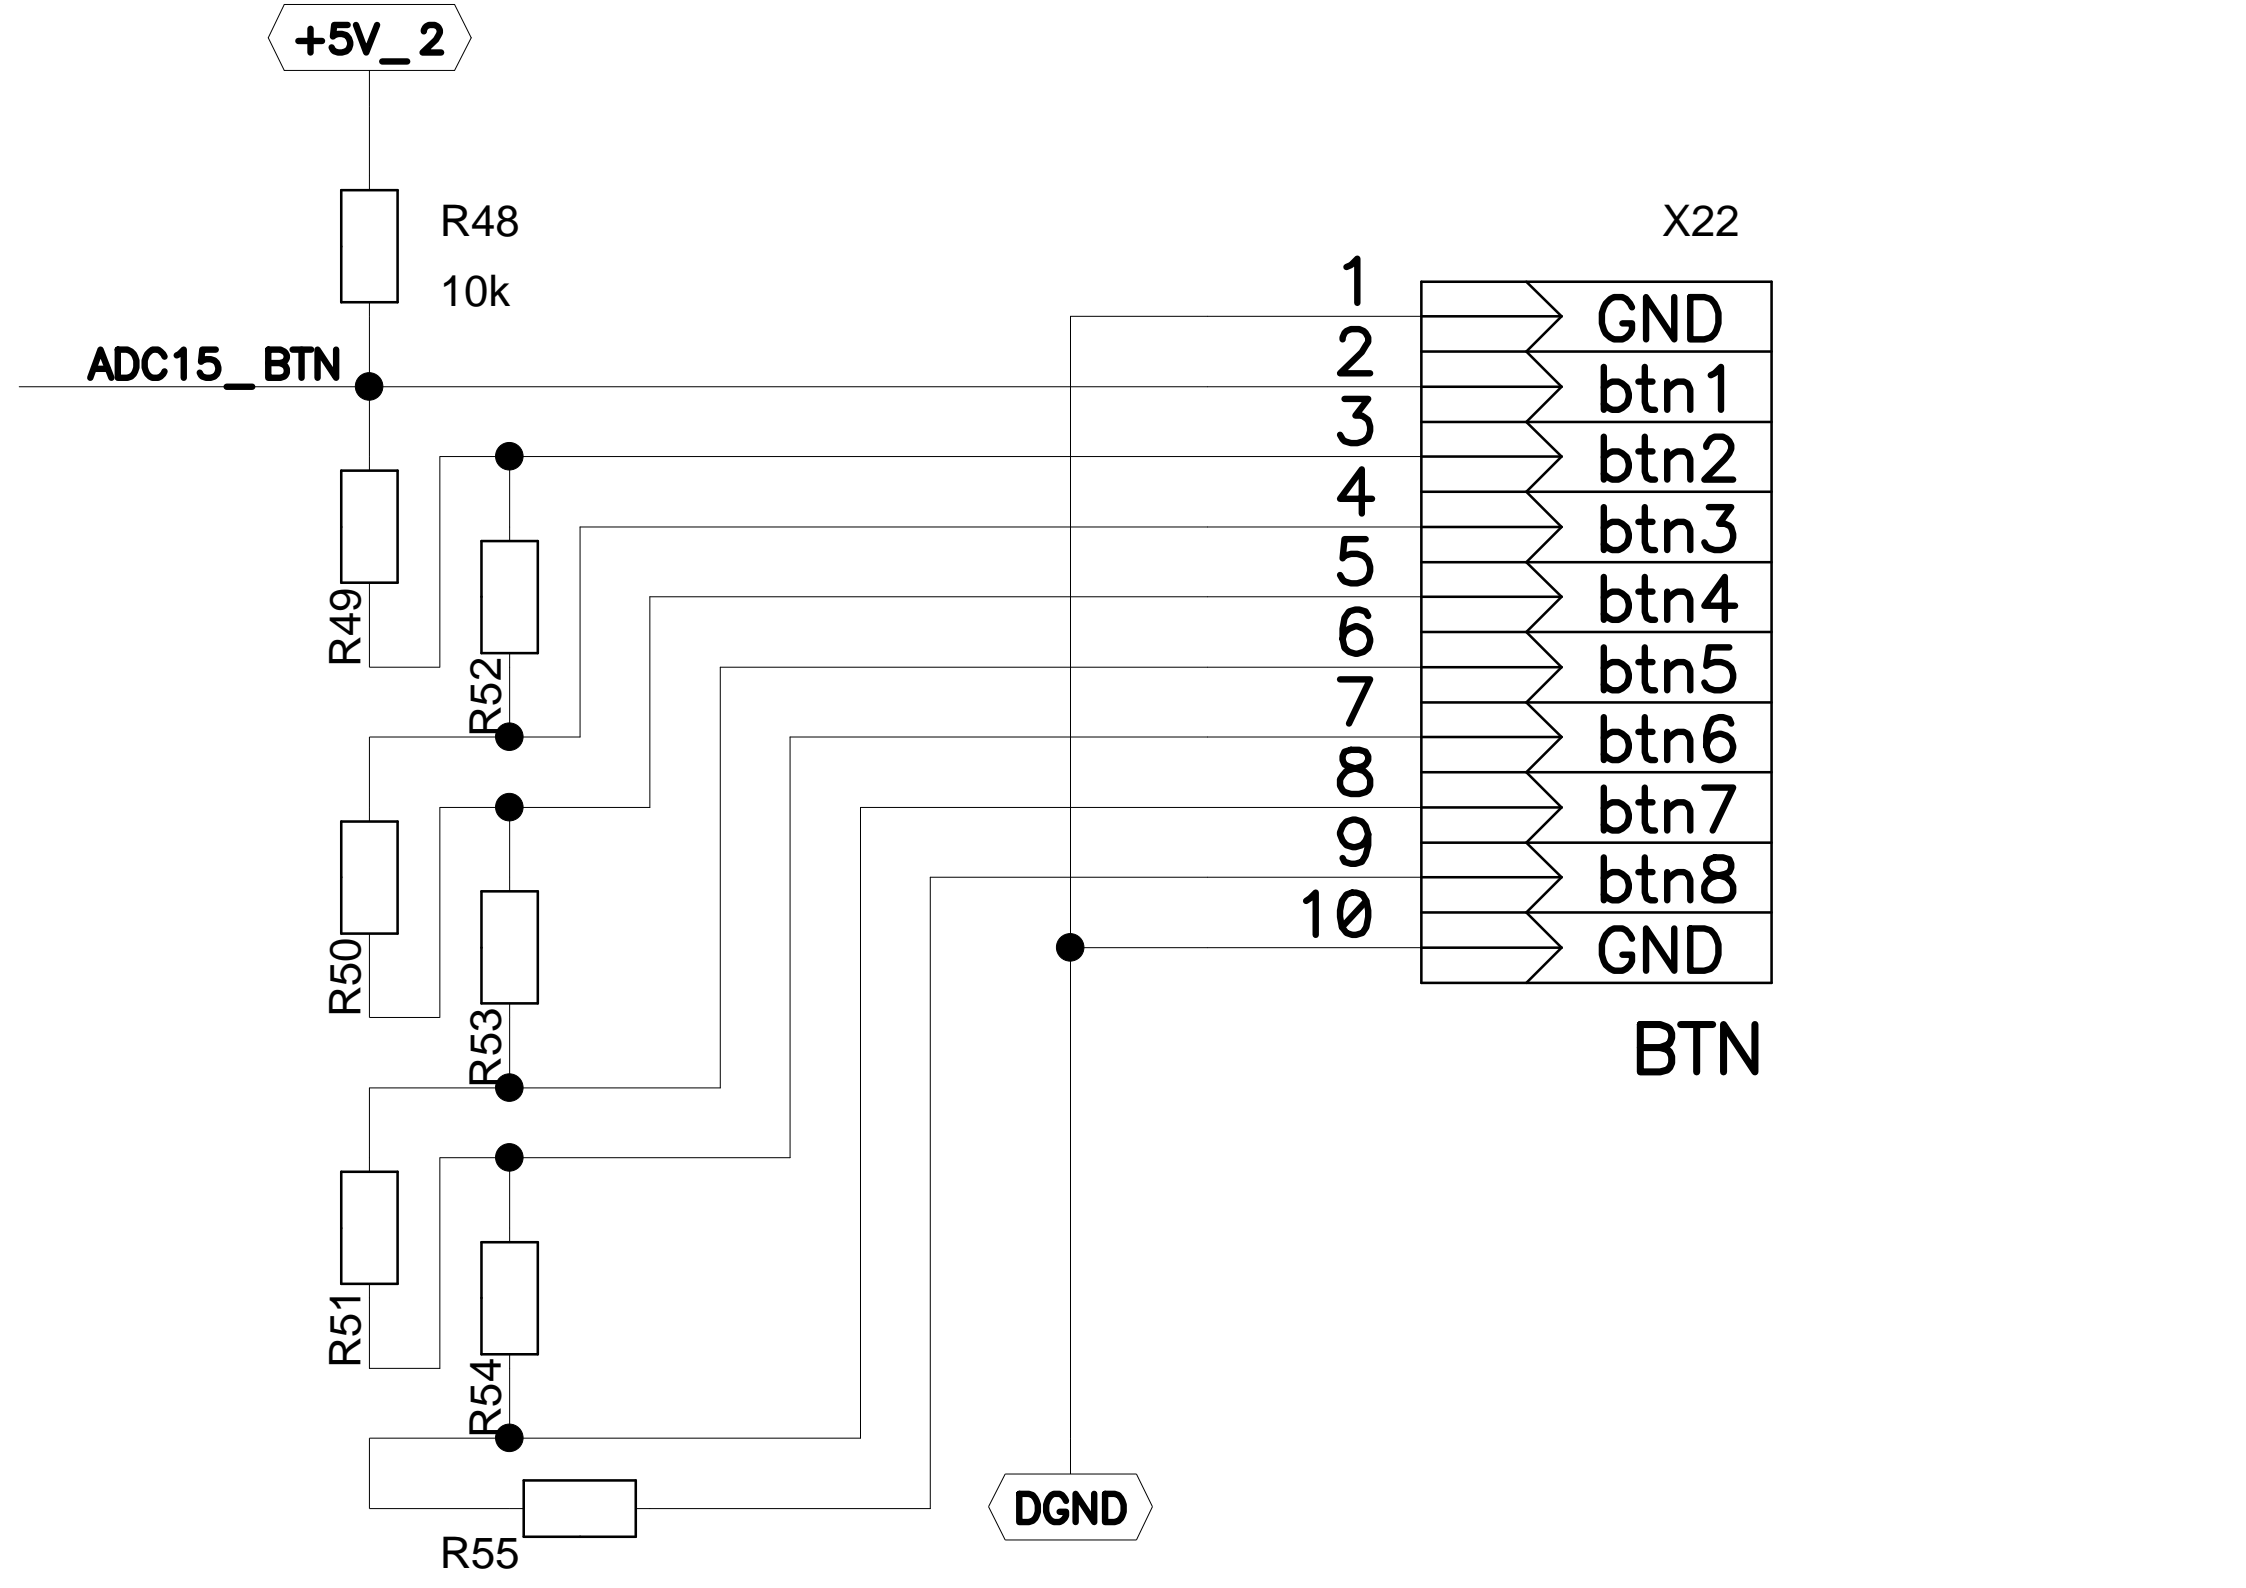 +5V_2
R48
10k
X22
ADC15_BTN
1 GND
2 btn1
3 btn2
4 btn3
5 btn4
6 btn5
7 btn6
8 btn7
9 btn8
10 GND
BTN
R49
R52
R50
R53
R51
R54
R55
DGND